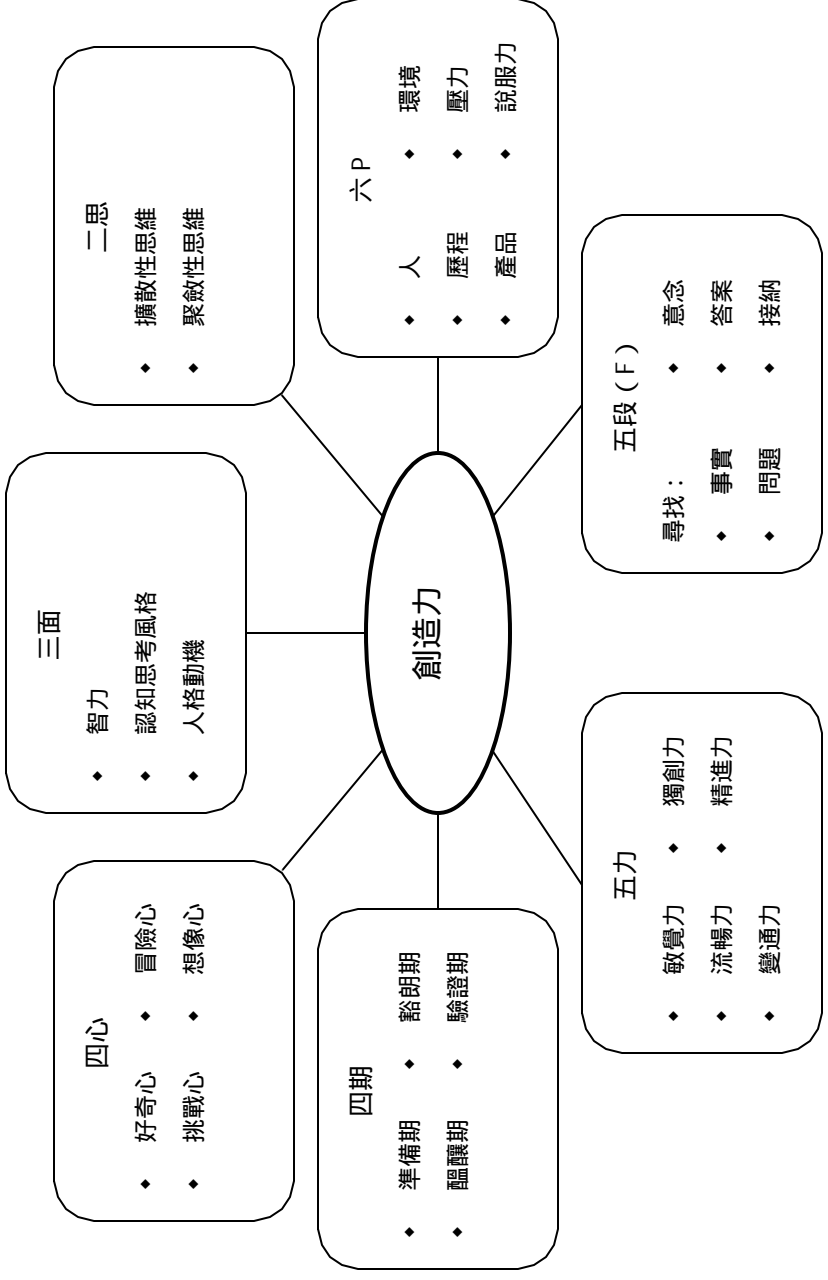 四心
◆ 好奇心 ◆ 冒險心
◆ 挑戰心 ◆ 想像心
三面
◆ 智力
◆ 認知思考風格
◆ 人格動機
二思
◆ 擴散性思維
◆ 聚斂性思維
四期
◆ 準備期 ◆ 豁朗期
◆ 醞釀期 ◆ 驗證期
創造力
六P
◆ 人 ◆ 環境
◆ 歷程 ◆ 壓力
◆ 產品 ◆ 說服力
五力
◆ 敏覺力 ◆ 獨創力
◆ 流暢力 ◆ 精進力
◆ 變通力
五段(F)
尋找： ◆ 意念
◆ 事實 ◆ 答案
◆ 問題 ◆ 接納